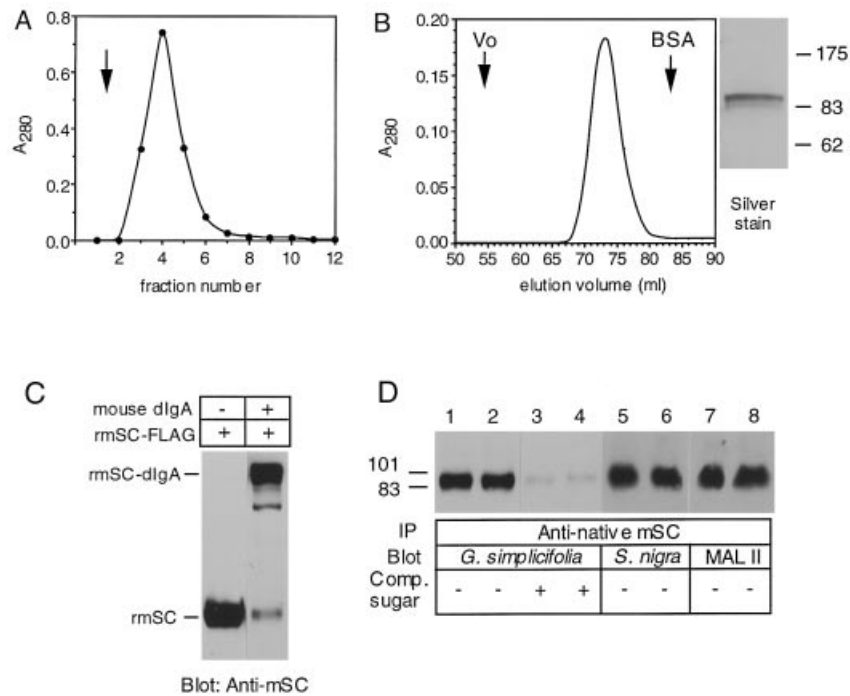 A
0.8
0.6
0.4
0.2
0.0
A280
2 4 6 8 10 12
fraction number
B
0.20
0.15
0.10
0.05
0.00
A280
Vo
BSA
50 55 60 65 70 75 80 85 90
elution volume (ml)
175
83
62
Silver
stain
C
mouse dIgA - +
rmSC-FLAG + +
rmSC-dIgA
rmSC
Blot: Anti-mSC
D
1 2 3 4 5 6 7 8
101
83
IP Anti-native mSC
Blot G. simplicifolia S. nigra MAL II
Comp.
sugar - - + + - - - -